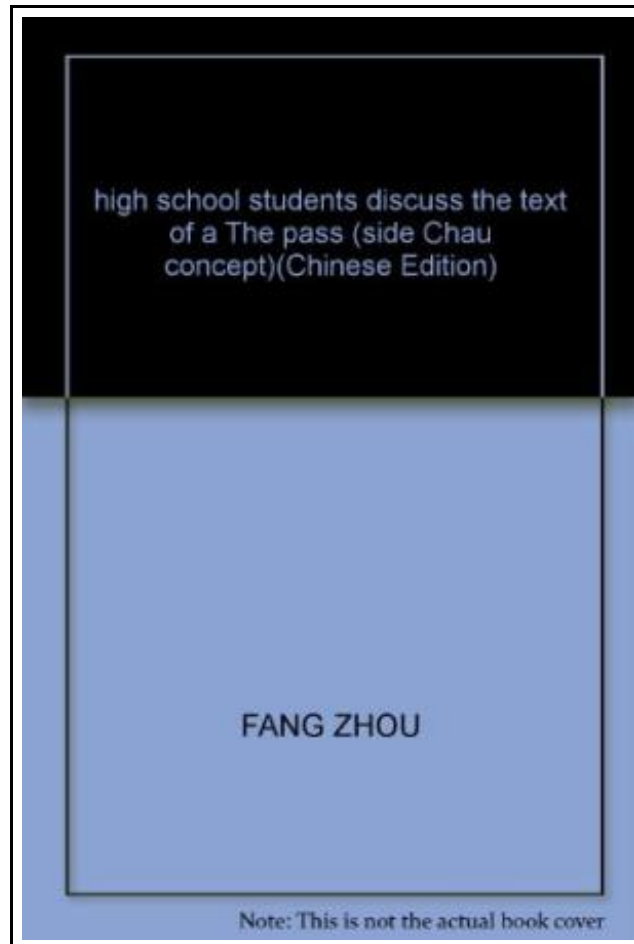 high school students discuss the text
of a The pass (side Chau
concept)(Chinese Edition)
FANG ZHOU
Note: This is not the actual book cover